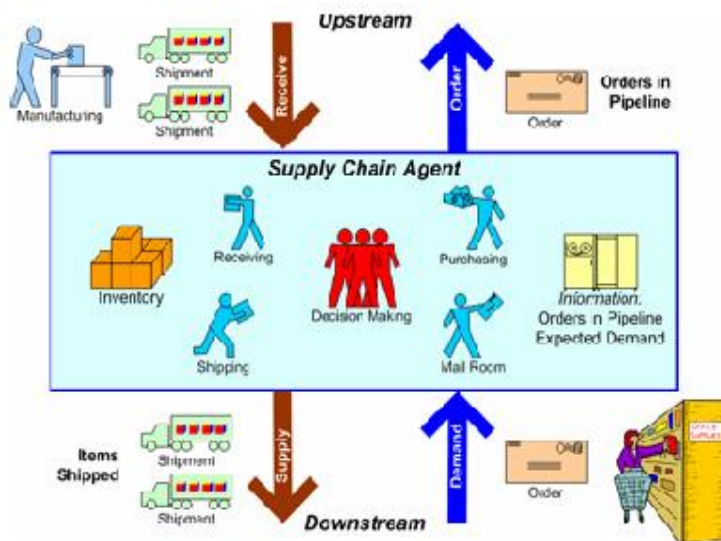 Upstream
Shipment
Manufacturing
Shipment
Receive
Order
Order
Orders in
Pipeline
Supply Chain Agent
Inventory
Receiving
Decision Making
Purchasing
Information:
Orders in Pipeline
Expected Demand
Shipping
Mail Room
Items
Shipped
Shipment
Shipment
Supply
Demand
Order
Downstream